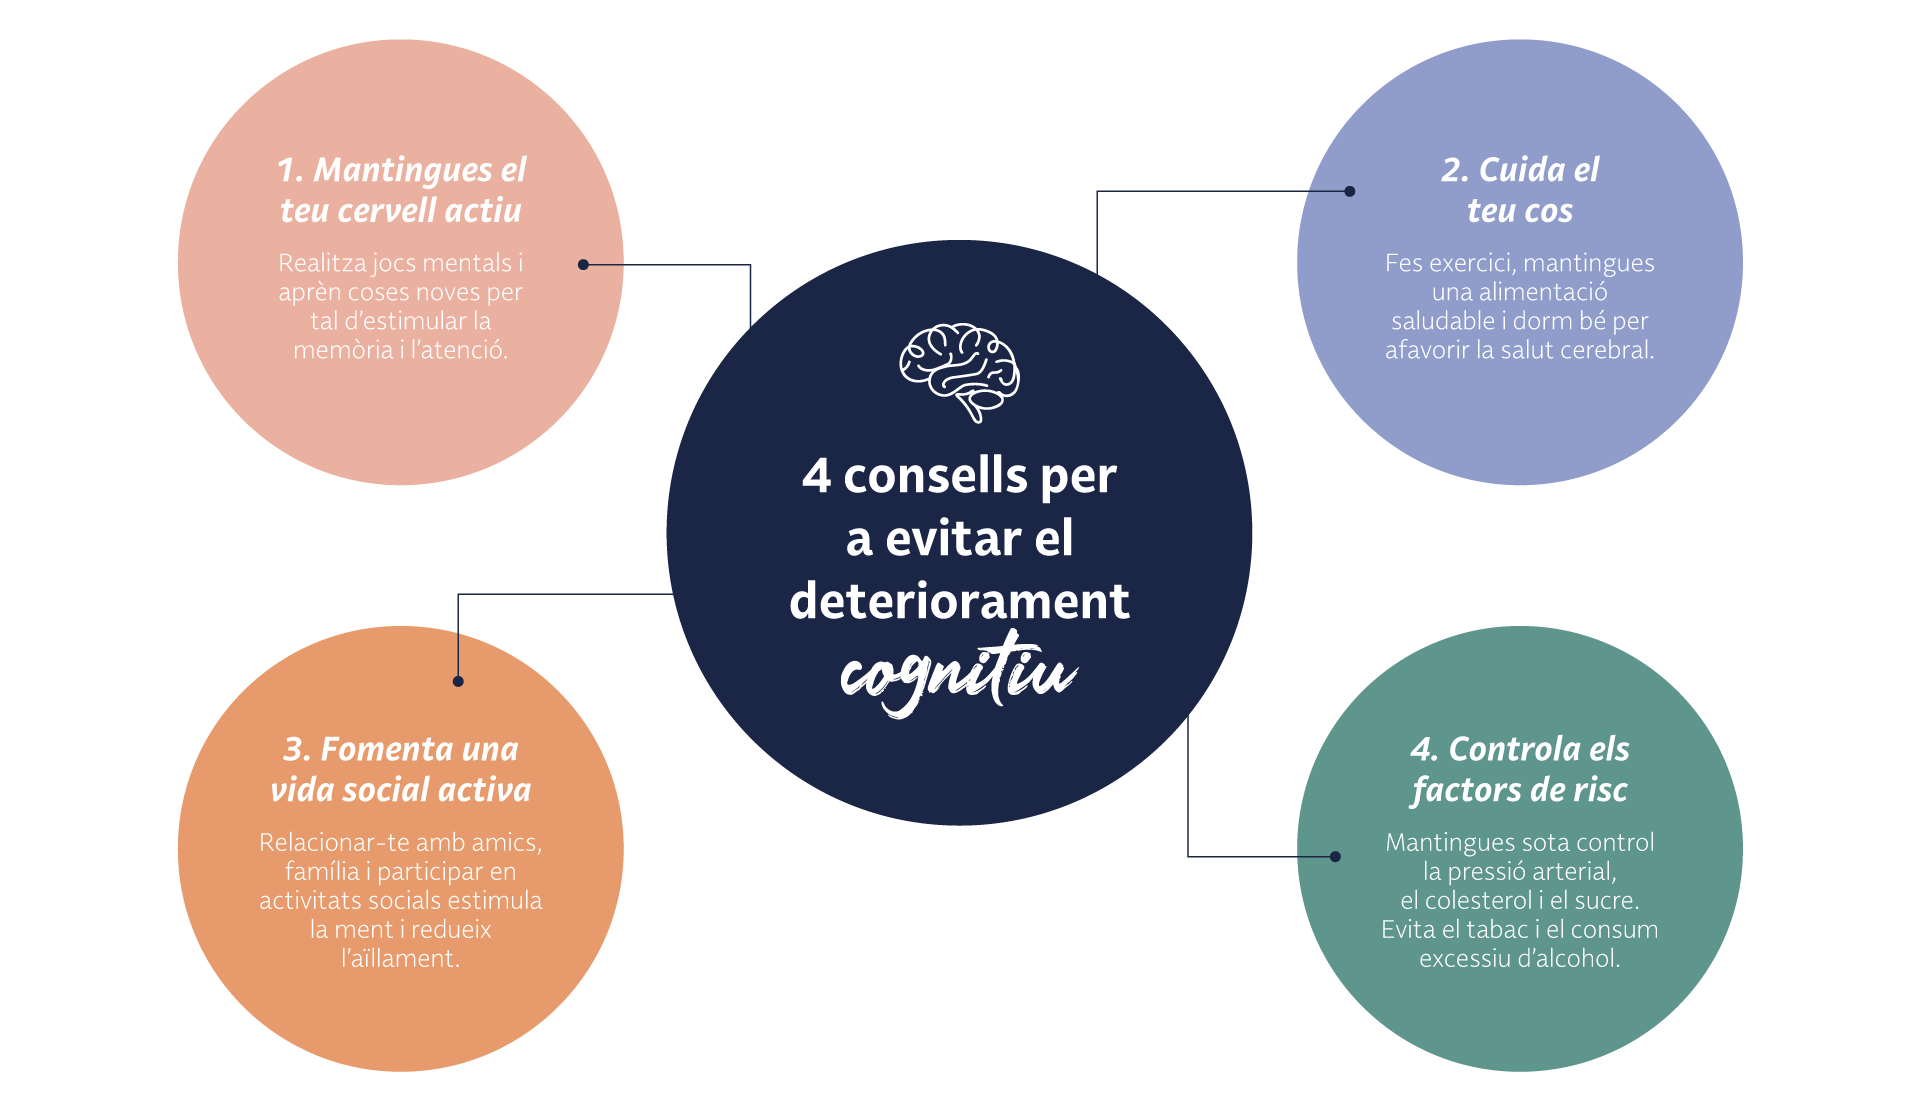 1. Mantingues el
teu cervell actiu
Realitza jocs mentals i
aprèn coses noves per
tal d'estimular la
memòria i l'atenció.
2. Cuida el
teu cos
Fes exercici, mantingues
una alimentació
saludable i dorm bé per
afavorir la salut cerebral.
4 consells per
a evitar el
deteriorament
cognitiu
3. Fomenta una
vida social activa
Relacionar-te amb amics,
família i participar en
activitats socials estimula
la ment i redueix
l'aïllament.
4. Controla els
factors de risc
Mantingues sota control
la pressió arterial,
el colesterol i el sucre.
Evita el tabac i el consum
excessiu d'alcohol.